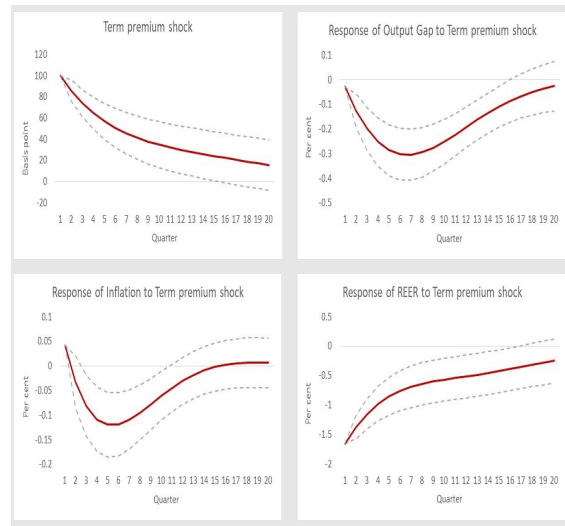 Term premium shock
120
100
80
60
40
20
0
-20
Basis point
1 2 3 4 5 6 7 8 9 10 11 12 13 14 15 16 17 18 19 20
Quarter
Response of Output Gap to Term premium shock
0.1
0
-0.1
-0.2
-0.3
-0.4
-0.5
Per cent
1 2 3 4 5 6 7 8 9 10 11 12 13 14 15 16 17 18 19 20
Quarter
Response of Inflation to Term premium shock
0.1
0.05
0
-0.05
-0.1
-0.15
-0.2
Per cent
1 2 3 4 5 6 7 8 9 10 11 12 13 14 15 16 17 18 19 20
Quarter
Response of REER to Term premium shock
0.5
0
-0.5
-1
-1.5
-2
Per cent
1 2 3 4 5 6 7 8 9 10 11 12 13 14 15 16 17 18 19 20
Quarter